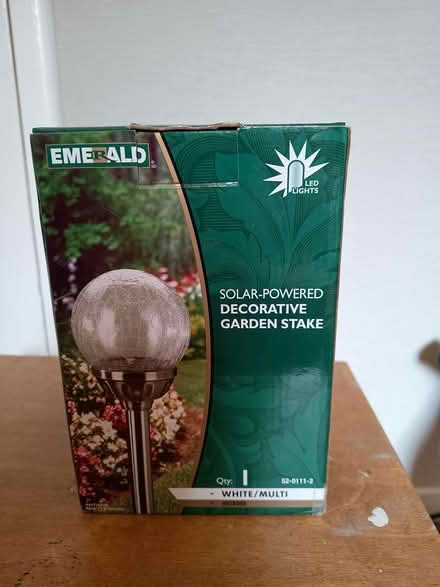 EMERALD
LED
LIGHTS
SOLAR-POWERED
DECORATIVE
GARDEN STAKE
Qty: 1
52-0111-2
- WHITE/MULTI